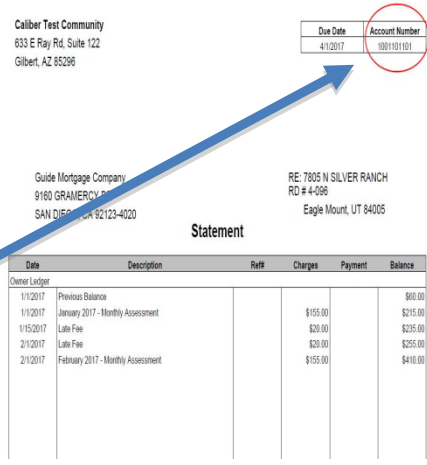 Caliber Test Community
633 E Ray Rd, Suite 122
Gilbert, AZ 85296
Due Date Account Number
4/1/2017 1001101101
Guide Mortgage Company
9160 GRAMERCY
SAN DIEGO, CA 92123-4020
RE: 7805 N SILVER RANCH
RD # 4-096
Eagle Mount, UT 84005
Statement
Date Description Ref# Charges Payment Balance
Owner Ledger
1/1/2017 Previous Balance $60.00
1/1/2017 January 2017 - Monthly Assessment $155.00 $215.00
1/15/2017 Late Fee $20.00 $235.00
2/1/2017 Late Fee $20.00 $255.00
2/1/2017 February 2017 - Monthly Assessment $155.00 $410.00